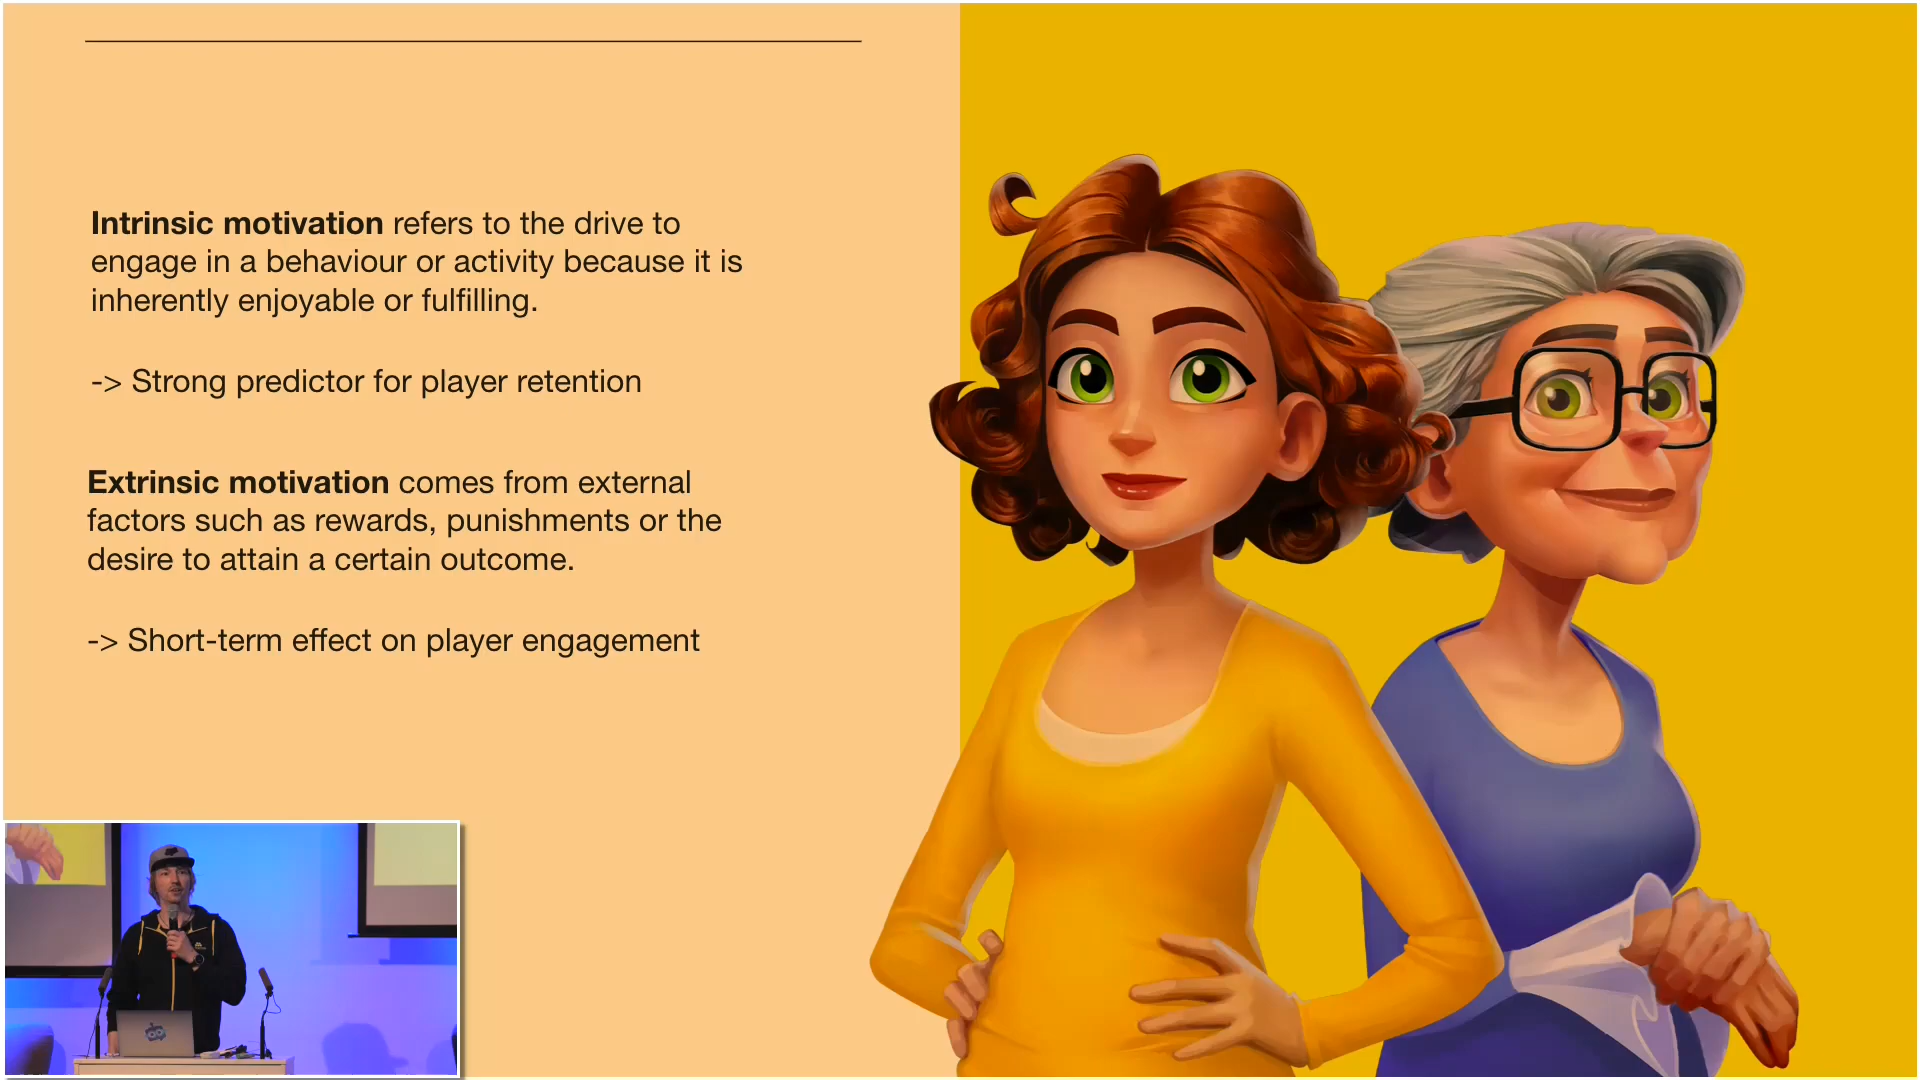 Intrinsic motivation refers to the drive to
engage in a behaviour or activity because it is
inherently enjoyable or fulfilling.
-> Strong predictor for player retention
Extrinsic motivation comes from external
factors such as rewards, punishments or the
desire to attain a certain outcome.
-> Short-term effect on player engagement